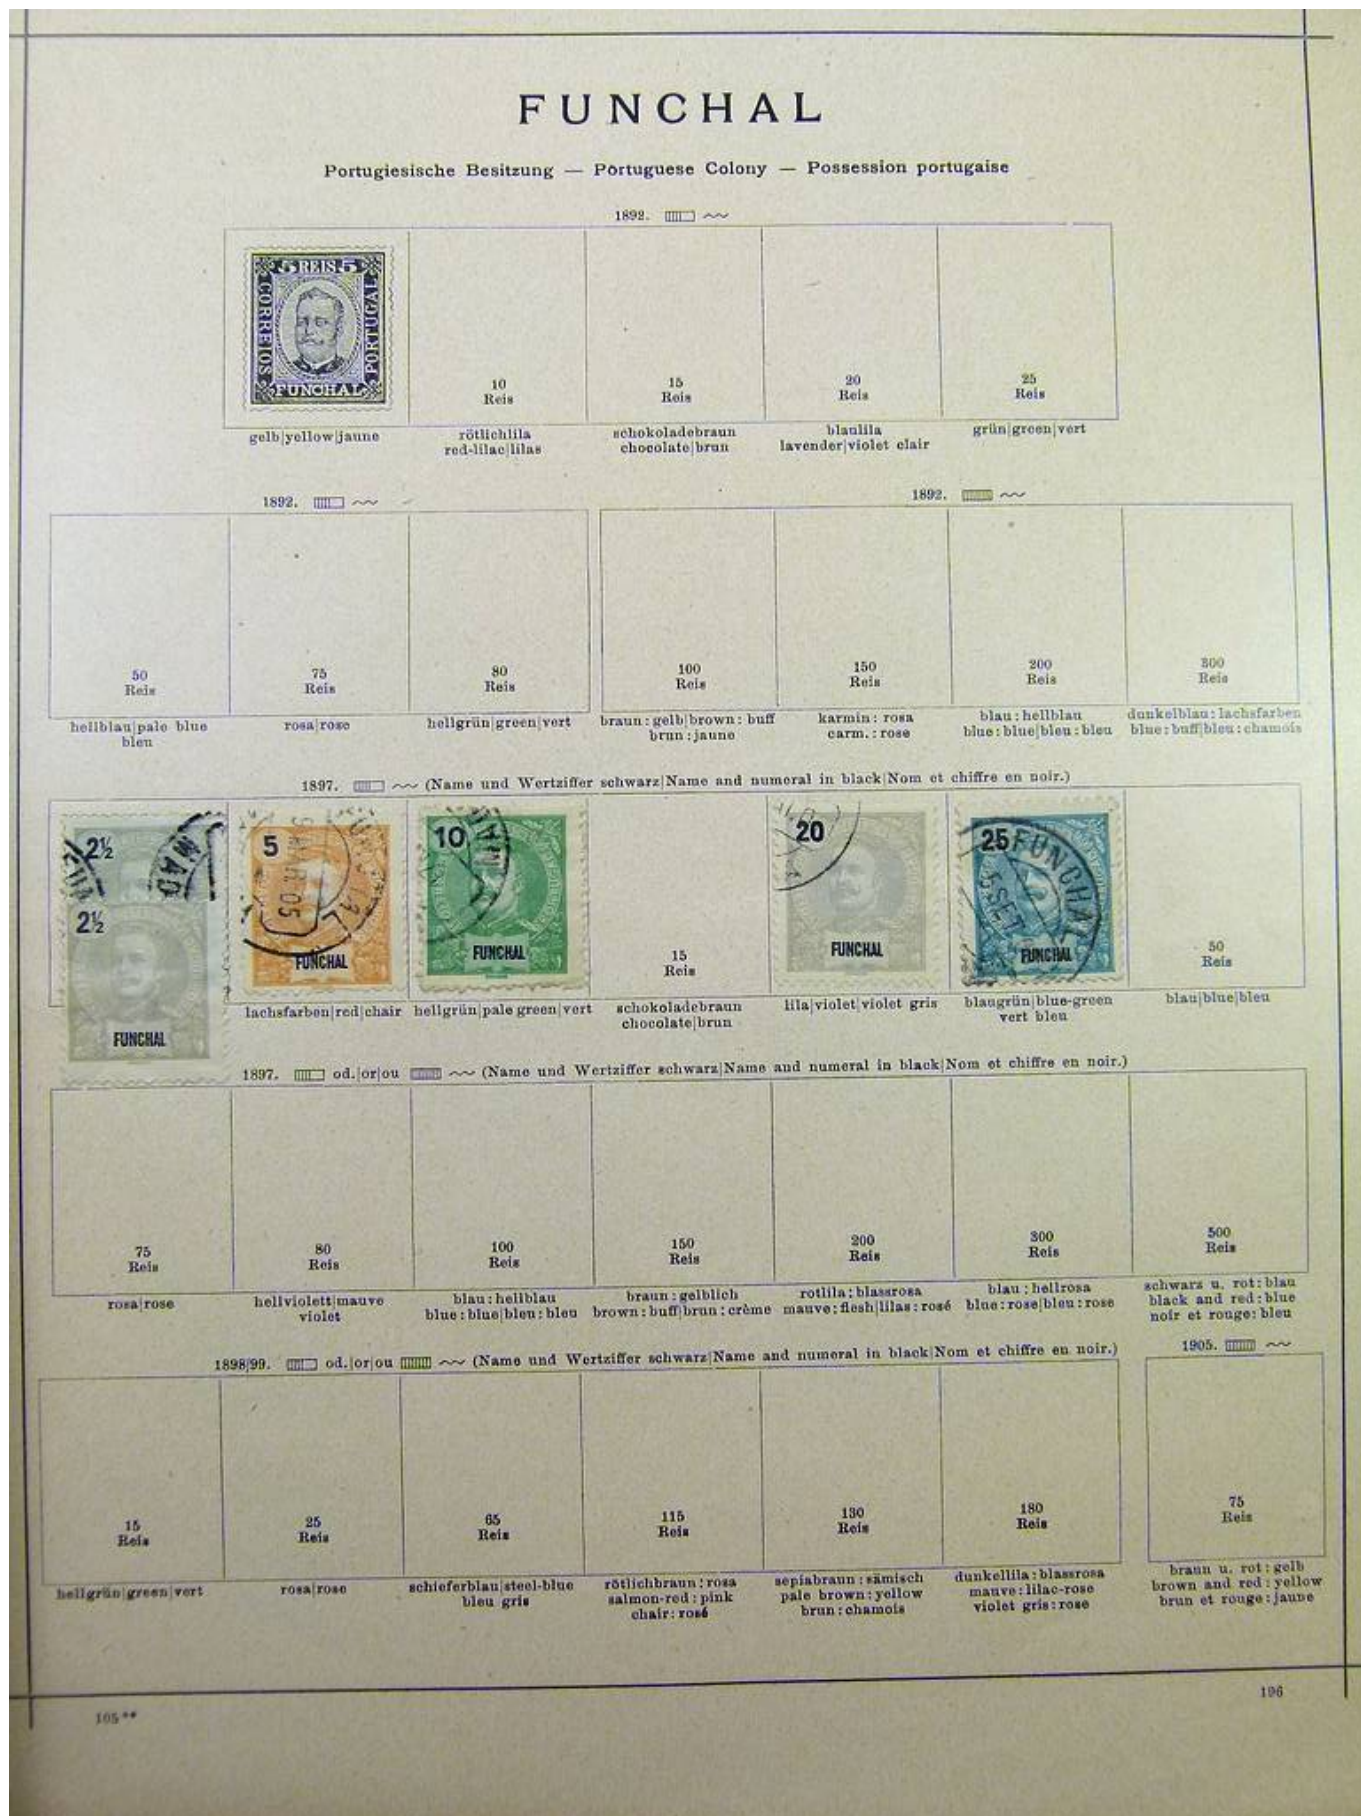 FUNCHAL
Portugiesische Besitzung — Portuguese Colony — Possession portugaise
1892.
5 REIS 5
CORREIOS
PORTUGAL
FUNCHAL
10
Reis
15
Reis
20
Reis
25
Reis
gelb|yellow|jaune
rötlichlila
red-lilac|lilas
schokoladebraun
chocolate|brun
blaulila
lavender|violet clair
grün|green|vert
1892.
1892.
50
Reis
75
Reis
80
Reis
100
Reis
150
Reis
200
Reis
300
Reis
hellblau|pale blue
bleu
rosa|rose
hellgrün|green|vert
braun: gelb|brown: buff
brun: jaune
karmin: rosa
carm.: rose
blau: hellblau
blue: blue|bleu: bleu
dunkelblau: lachsfarben
blue: buff|bleu: chamois
1897. (Name und Wertziffer schwarz|Name and numeral in black|Nom et chiffre en noir.)
2½
2½
FUNCHAL
5
FUNCHAL
10
FUNCHAL
15
Reis
20
FUNCHAL
25
FUNCHAL
FUNCHAL
50
Reis
lachsfarben|red|chair
hellgrün|pale green|vert
schokoladebraun
chocolate|brun
lila|violet|violet gris
blaugrün|blue-green
vert bleu
blau|blue|bleu
1897. od.|or|ou (Name und Wertziffer schwarz|Name and numeral in black|Nom et chiffre en noir.)
75
Reis
80
Reis
100
Reis
150
Reis
200
Reis
300
Reis
500
Reis
rosa|rose
hellviolett|mauve
violet
blau: hellblau
blue: blue|bleu: bleu
braun: gelblich
brown: buff|brun: crème
rotlila: blassrosa
mauve: flesh|lilas: rosé
blau: hellrosa
blue: rose|bleu: rose
schwarz u. rot: blau
black and red: blue
noir et rouge: bleu
1898|99. od.|or|ou (Name und Wertziffer schwarz|Name and numeral in black|Nom et chiffre en noir.)
1905.
15
Reis
25
Reis
65
Reis
115
Reis
130
Reis
180
Reis
75
Reis
hellgrün|green|vert
rosa|rose
schieferblau|steel-blue
bleu gris
rötlichbraun: rosa
salmon-red: pink
chair: rosé
sepiabraun: sämisch
pale brown: yellow
brun: chamois
dunkellila: blassrosa
mauve: lilac-rose
violet gris: rose
braun u. rot: gelb
brown and red: yellow
brun et rouge: jaune
105**
196